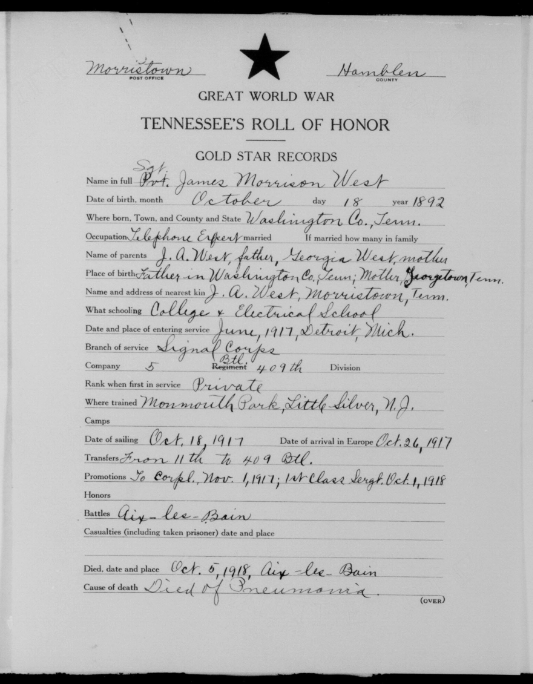 Morristown Hamblen
POST OFFICE COUNTY
GREAT WORLD WAR
TENNESSEE'S ROLL OF HONOR
GOLD STAR RECORDS
Sgt.
Name in full Pvt. James Morrison West
Date of birth, month October day 18 year 1892
Where born, Town, and County and State Washington Co., Tenn.
Occupation, Telephone Expert married If married how many in family
Name of parents J. A. West, father, Georgia West, mother
Place of birth, Father in Washington Co., Tenn; Mother, Georgetown, Tenn.
Name and address of nearest kin J. A. West, Morristown, Tenn.
What schooling College & Electrical School
Date and place of entering service June, 1917, Detroit, Mich.
Branch of service Signal Corps
Btl.
Company 5 Regiment 409th Division
Rank when first in service Private
Where trained Monmouth Park, Little Silver, N. J.
Camps
Date of sailing Oct. 18, 1917 Date of arrival in Europe Oct. 26, 1917
Transfers From 11th to 409 Btl.
Promotions To Corpl., Nov. 1, 1917; 1st Class Sergt. Oct. 1, 1918
Honors
Battles Aix-les-Bain
Casualties (including taken prisoner) date and place
Died, date and place Oct. 5, 1918, Aix-les-Bain
Cause of death Died of Pneumonia.
(OVER)